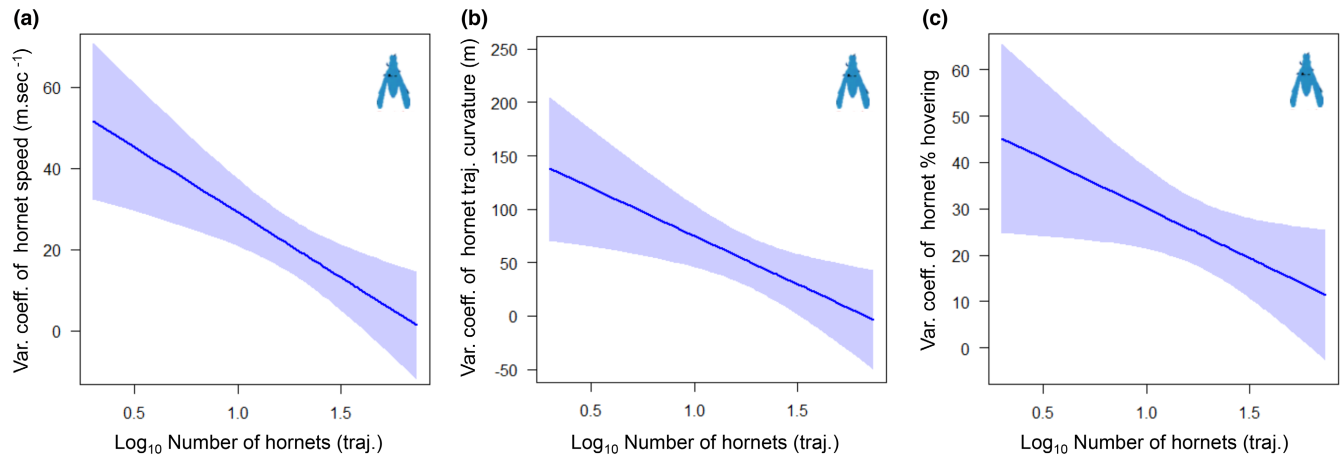 (a)
Var. coeff. of hornet speed (m.sec -1)
60
40
20
0
0.5 1.0 1.5
Log10 Number of hornets (traj.)
(b)
Var. coeff. of hornet traj. curvature (m)
250
200
150
100
50
0
-50
0.5 1.0 1.5
Log10 Number of hornets (traj.)
(c)
Var. coeff. of hornet % hovering
60
50
40
30
20
10
0
0.5 1.0 1.5
Log10 Number of hornets (traj.)